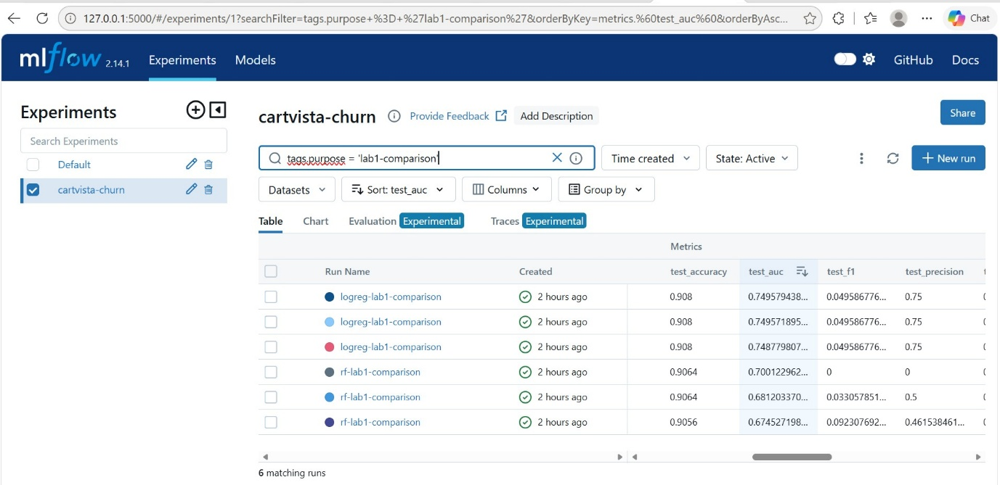 127.0.0.1:5000/#/experiments/1?searchFilter=tags.purpose+%3D+%27lab1-comparison%27&orderByKey=metrics.%60test_auc%60&orderByAsc...
Chat
mlflow 2.14.1 Experiments Models GitHub Docs
Experiments
Search Experiments
Default
cartvista-churn
cartvista-churn Provide Feedback Add Description Share
tags.purpose = 'lab1-comparison' Time created State: Active + New run
Datasets Sort: test_auc Columns Group by
Table Chart Evaluation Experimental Traces Experimental
Metrics
Run Name Created test_accuracy test_auc test_f1 test_precision
logreg-lab1-comparison 2 hours ago 0.908 0.749579438... 0.049586776... 0.75
logreg-lab1-comparison 2 hours ago 0.908 0.749571895... 0.049586776... 0.75
logreg-lab1-comparison 2 hours ago 0.908 0.748779807... 0.049586776... 0.75
rf-lab1-comparison 2 hours ago 0.9064 0.700122962... 0 0
rf-lab1-comparison 2 hours ago 0.9064 0.681203370... 0.033057851... 0.5
rf-lab1-comparison 2 hours ago 0.9056 0.674527198... 0.092307692... 0.461538461...
6 matching runs